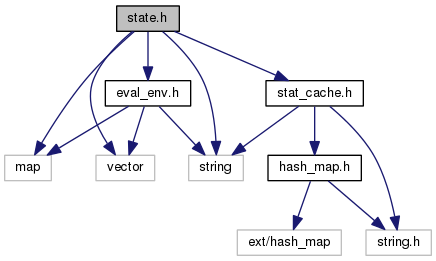 state.h
eval_env.h
stat_cache.h
map
vector
string
hash_map.h
ext/hash_map
string.h